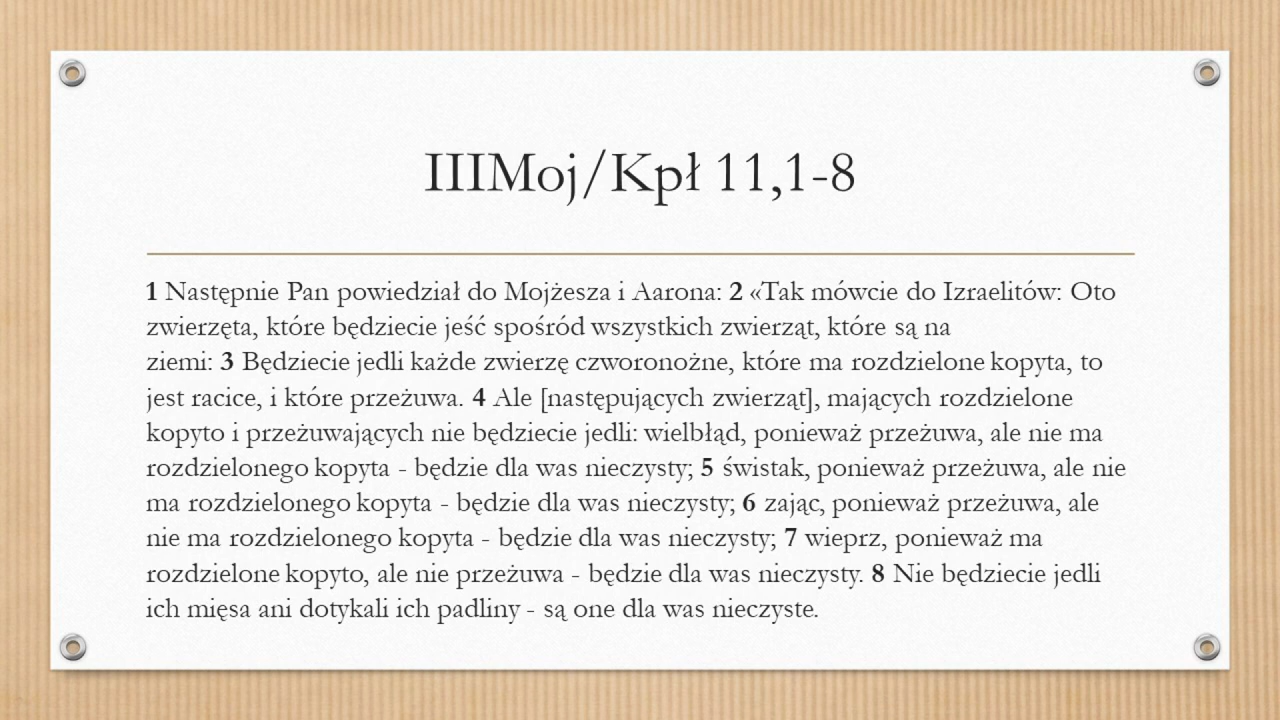 IIIMoj/Kpł 11,1-8
1 Następnie Pan powiedział do Mojżesza i Aarona: 2 «Tak mówcie do Izraelitów: Oto
zwierzęta, które będziecie jeść spośród wszystkich zwierząt, które są na
ziemi: 3 Będziecie jedli każde zwierzę czworonożne, które ma rozdzielone kopyta, to
jest racice, i które przeżuwa. 4 Ale [następujących zwierząt], mających rozdzielone
kopyto i przeżuwających nie będziecie jedli: wielbłąd, ponieważ przeżuwa, ale nie ma
rozdzielonego kopyta - będzie dla was nieczysty; 5 świstak, ponieważ przeżuwa, ale nie
ma rozdzielonego kopyta - będzie dla was nieczysty; 6 zając, ponieważ przeżuwa, ale
nie ma rozdzielonego kopyta - będzie dla was nieczysty; 7 wieprz, ponieważ ma
rozdzielone kopyto, ale nie przeżuwa - będzie dla was nieczysty. 8 Nie będziecie jedli
ich mięsa ani dotykali ich padliny - są one dla was nieczyste.